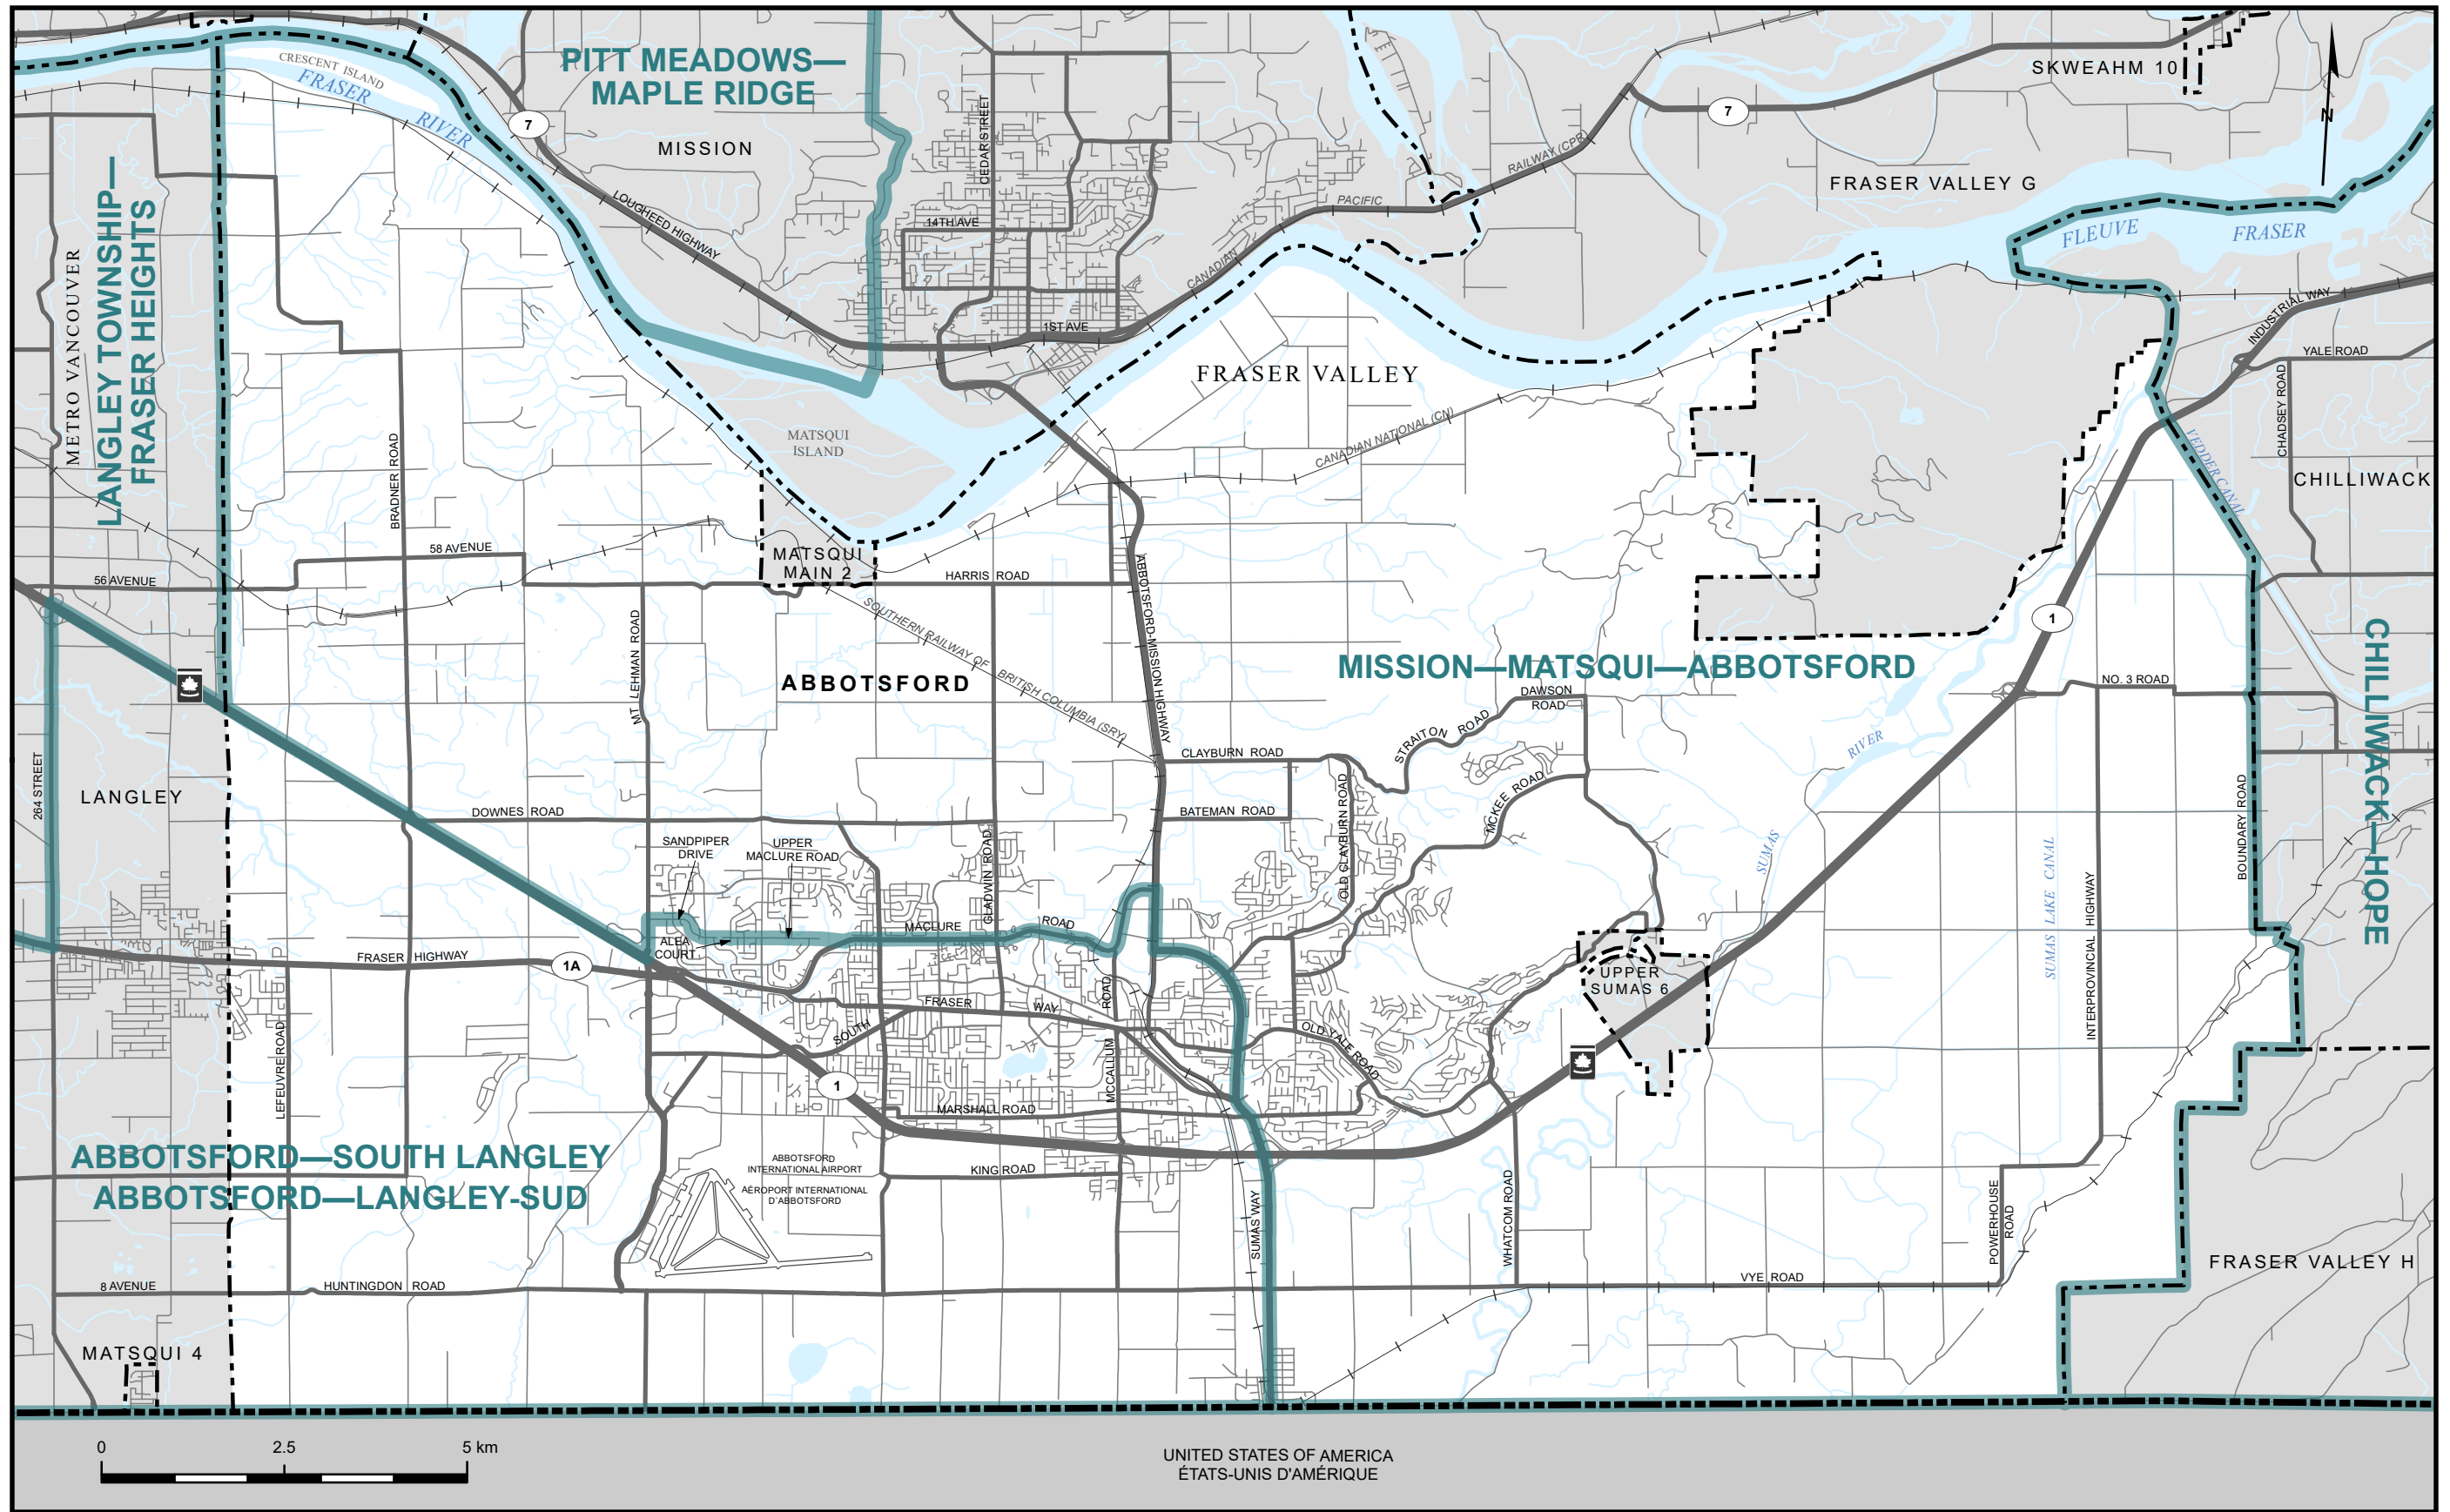 PITT MEADOWS—
MAPLE RIDGE
CRESCENT ISLAND
FRASER
RIVER
7
MISSION
CEDAR STREET
LOUGHEED HIGHWAY
14TH AVE
1ST AVE
CANADIAN
PACIFIC
RAILWAY (CPR)
7
SKWEAHM 10
N
FRASER VALLEY G
FLEUVE
FRASER
INDUSTRIAL WAY
YALE ROAD
CHADSEY ROAD
CHILLIWACK
VEDDER CANAL
METRO VANCOUVER
LANGLEY TOWNSHIP—
FRASER HEIGHTS
BRADNER ROAD
MATSQUI
ISLAND
FRASER VALLEY
CANADIAN NATIONAL (CN)
58 AVENUE
56 AVENUE
MATSQUI
MAIN 2
HARRIS ROAD
ABBOTSFORD-MISSION HIGHWAY
SOUTHERN RAILWAY OF BRITISH COLUMBIA (SRY)
MT LEHMAN ROAD
ABBOTSFORD
MISSION—MATSQUI—ABBOTSFORD
1
CHILLIWACK—HOPE
NO. 3 ROAD
DAWSON
ROAD
STRAITON ROAD
CLAYBURN ROAD
RIVER
SUMAS
264 STREET
LANGLEY
DOWNES ROAD
BATEMAN ROAD
OLD CLAYBURN ROAD
MCKEE ROAD
BOUNDARY ROAD
SANDPIPER
DRIVE
UPPER
MACLURE ROAD
GLADWIN ROAD
SUMAS LAKE CANAL
INTERPROVINCIAL HIGHWAY
MACLURE
ROAD
ALEA
COURT
FRASER HIGHWAY
1A
UPPER
SUMAS 6
FRASER
WAY
SOUTH
MCCALLUM
ROAD
OLD YALE ROAD
LEFEUVRE ROAD
1
MARSHALL ROAD
ABBOTSFORD—SOUTH LANGLEY
ABBOTSFORD—LANGLEY-SUD
ABBOTSFORD
INTERNATIONAL AIRPORT
AÉROPORT INTERNATIONAL
D'ABBOTSFORD
KING ROAD
SUMAS WAY
WHATCOM ROAD
POWERHOUSE
ROAD
FRASER VALLEY H
8 AVENUE
HUNTINGDON ROAD
VYE ROAD
MATSQUI 4
0 2.5 5 km
UNITED STATES OF AMERICA
ÉTATS-UNIS D'AMÉRIQUE